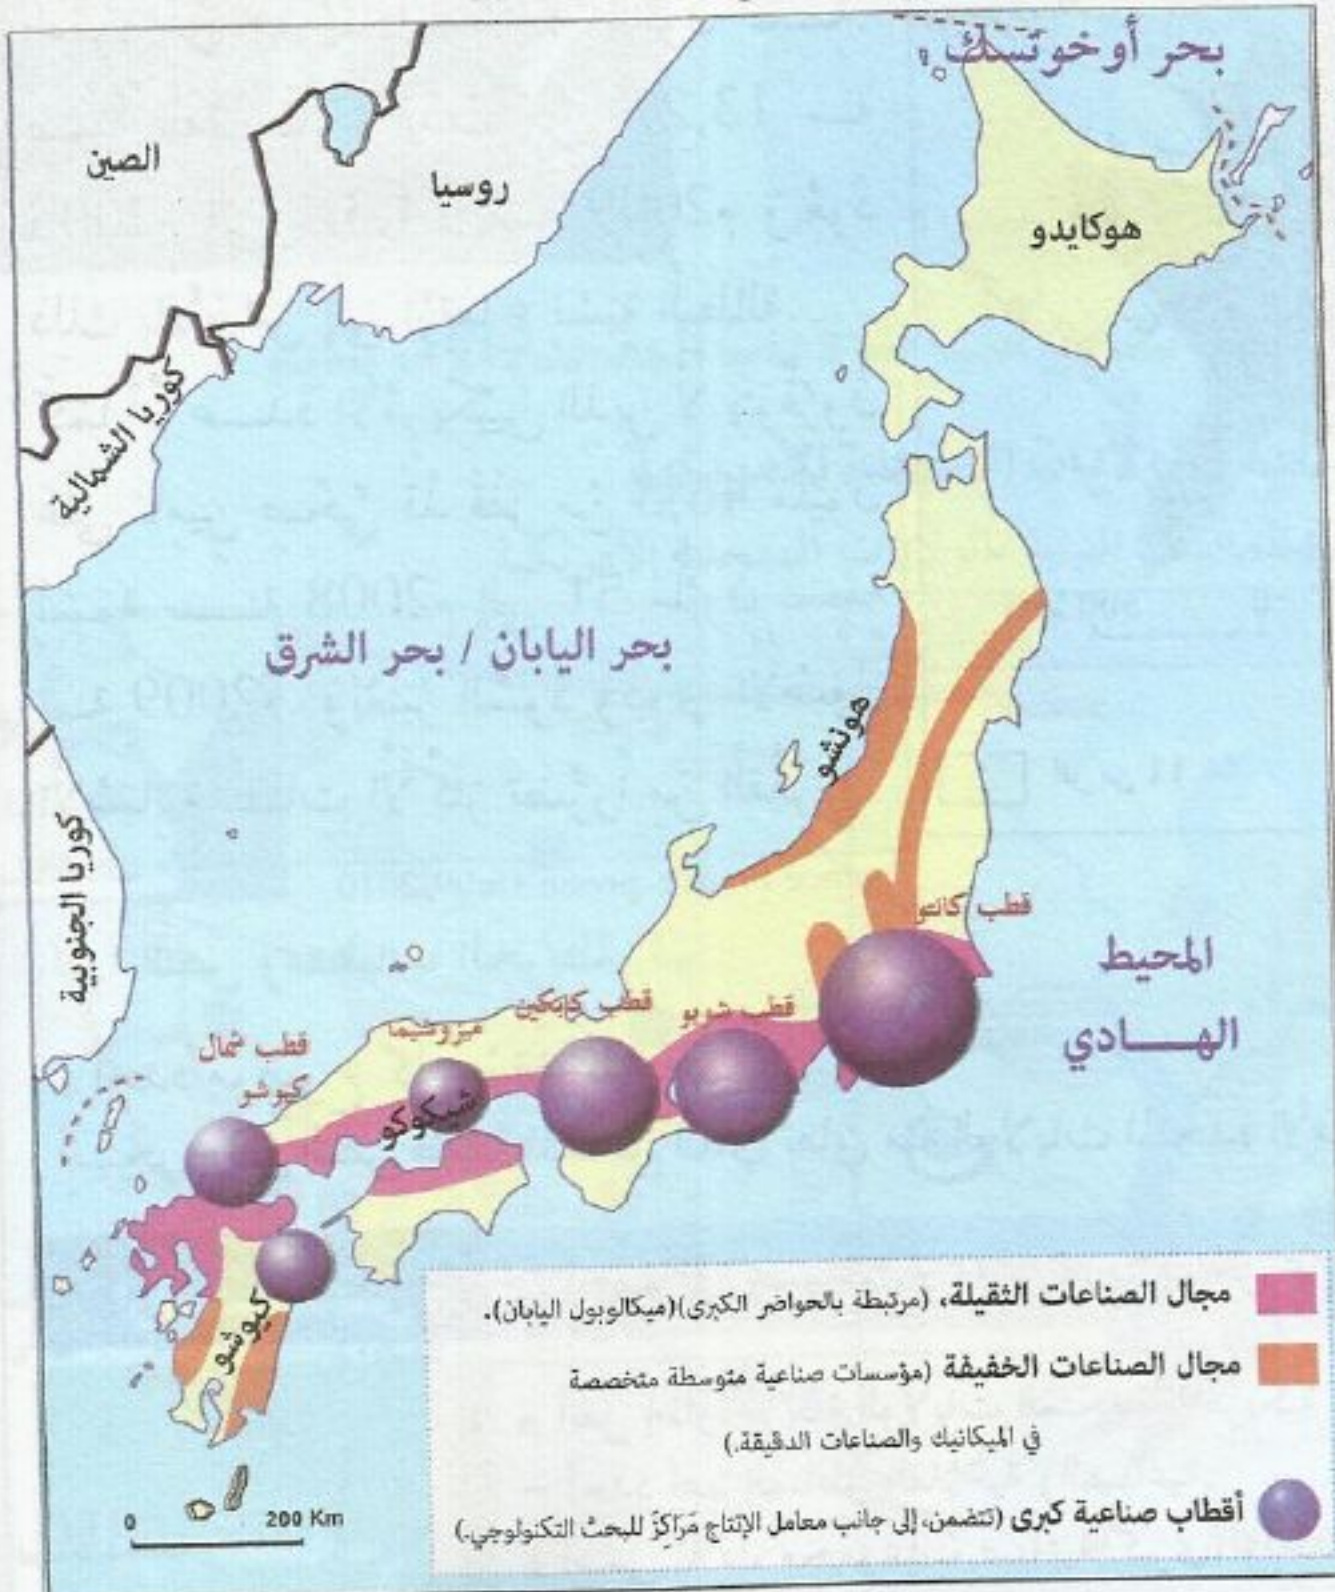 بحر أوخوتسك
الصين
روسيا
هوكايدو
كوريا الشمالية
بحر اليابان / بحر الشرق
هونشو
كوريا الجنوبية
قطب كانتو
المحيط
الهــادي
قطب شوبو
قطب كينكين
هيروشيما
قطب شمال
كيوشو
شيكوكو
كيوشو
مجال الصناعات الثقيلة، (مرتبطة بالحواضر الكبرى)(ميكالوبول اليابان).
مجال الصناعات الخفيفة (مؤسسات صناعية متوسطة متخصصة
في الميكانيك والصناعات الدقيقة.)
أقطاب صناعية كبرى (تتضمن، إلى جانب معامل الإنتاج مَرَاكِزَ للبحث التكنولوجي.)
0 200 Km